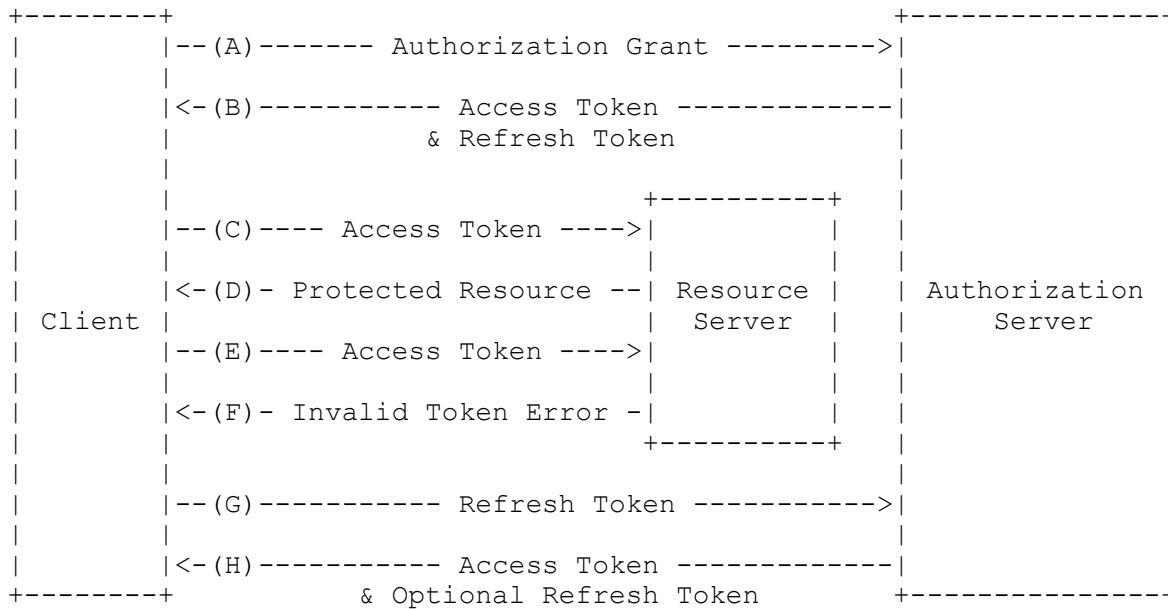 (A) Authorization Grant
(B) Access Token
& Refresh Token
(C) Access Token
(D) Protected Resource Resource Authorization
Client Server Server
(E) Access Token
(F) Invalid Token Error
(G) Refresh Token
(H) Access Token
& Optional Refresh Token